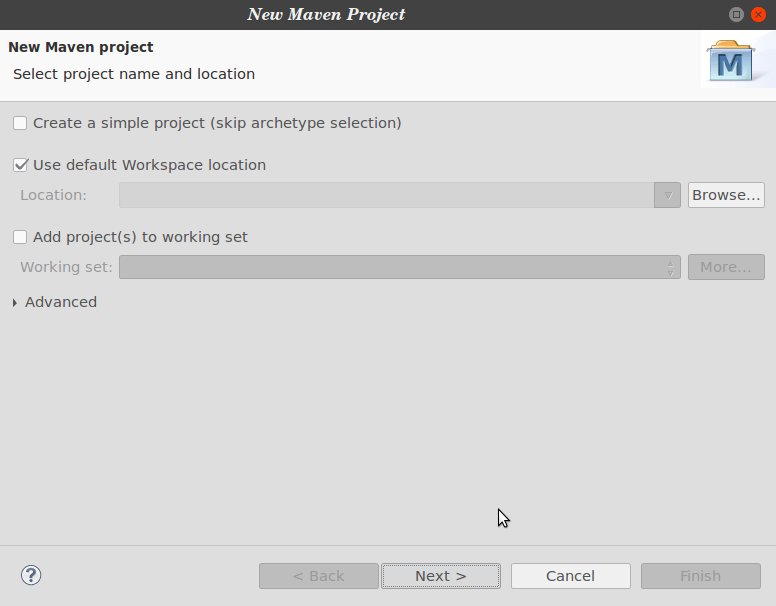 New Maven Project
New Maven project
Select project name and location
M
Create a simple project (skip archetype selection)
Use default Workspace location
Location:
Browse...
Add project(s) to working set
Working set:
More...
Advanced
?
< Back
Next >
Cancel
Finish